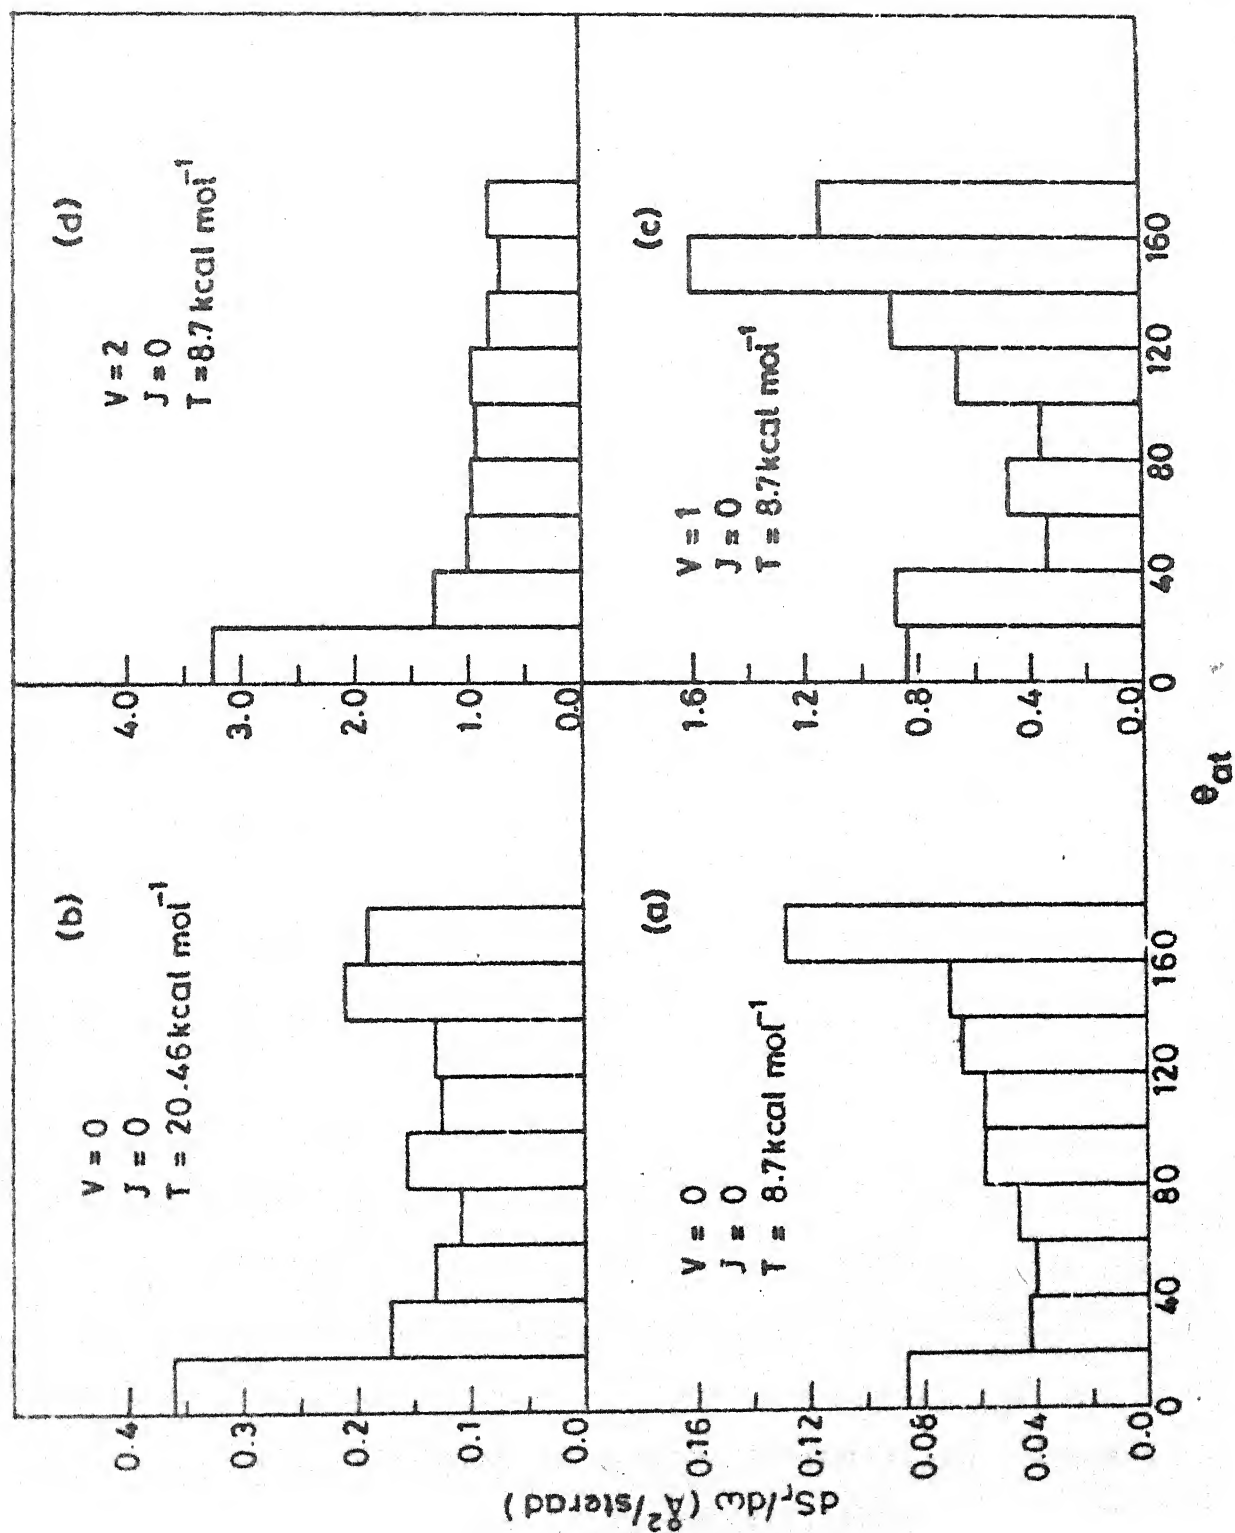 (b)
V = 0
J = 0
T = 20.46 kcal mol⁻¹
0.4
0.3
0.2
0.1
0.0
(d)
V = 2
J = 0
T = 8.7 kcal mol⁻¹
4.0
3.0
2.0
1.0
0.0
(a)
V = 0
J = 0
T = 8.7 kcal mol⁻¹
0.16
0.12
0.08
0.04
0.0
0 40 80 120 160
(c)
V = 1
J = 0
T = 8.7 kcal mol⁻¹
1.6
1.2
0.8
0.4
0.0
0 40 80 120 160
dSᵣ/dω (Å²/sterad)
θat